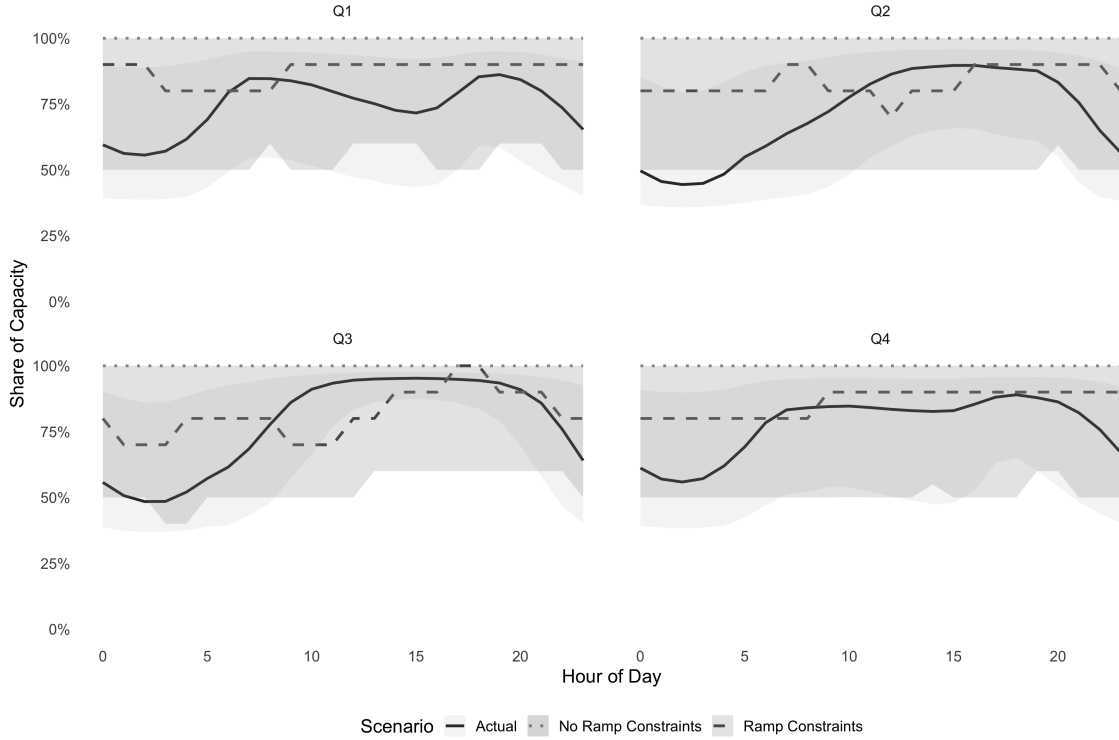 Q1
Q2
100%
75%
50%
25%
0%
Share of Capacity
Q3
Q4
100%
75%
50%
25%
0%
0 5 10 15 20 0 5 10 15 20
Hour of Day
Scenario Actual No Ramp Constraints Ramp Constraints